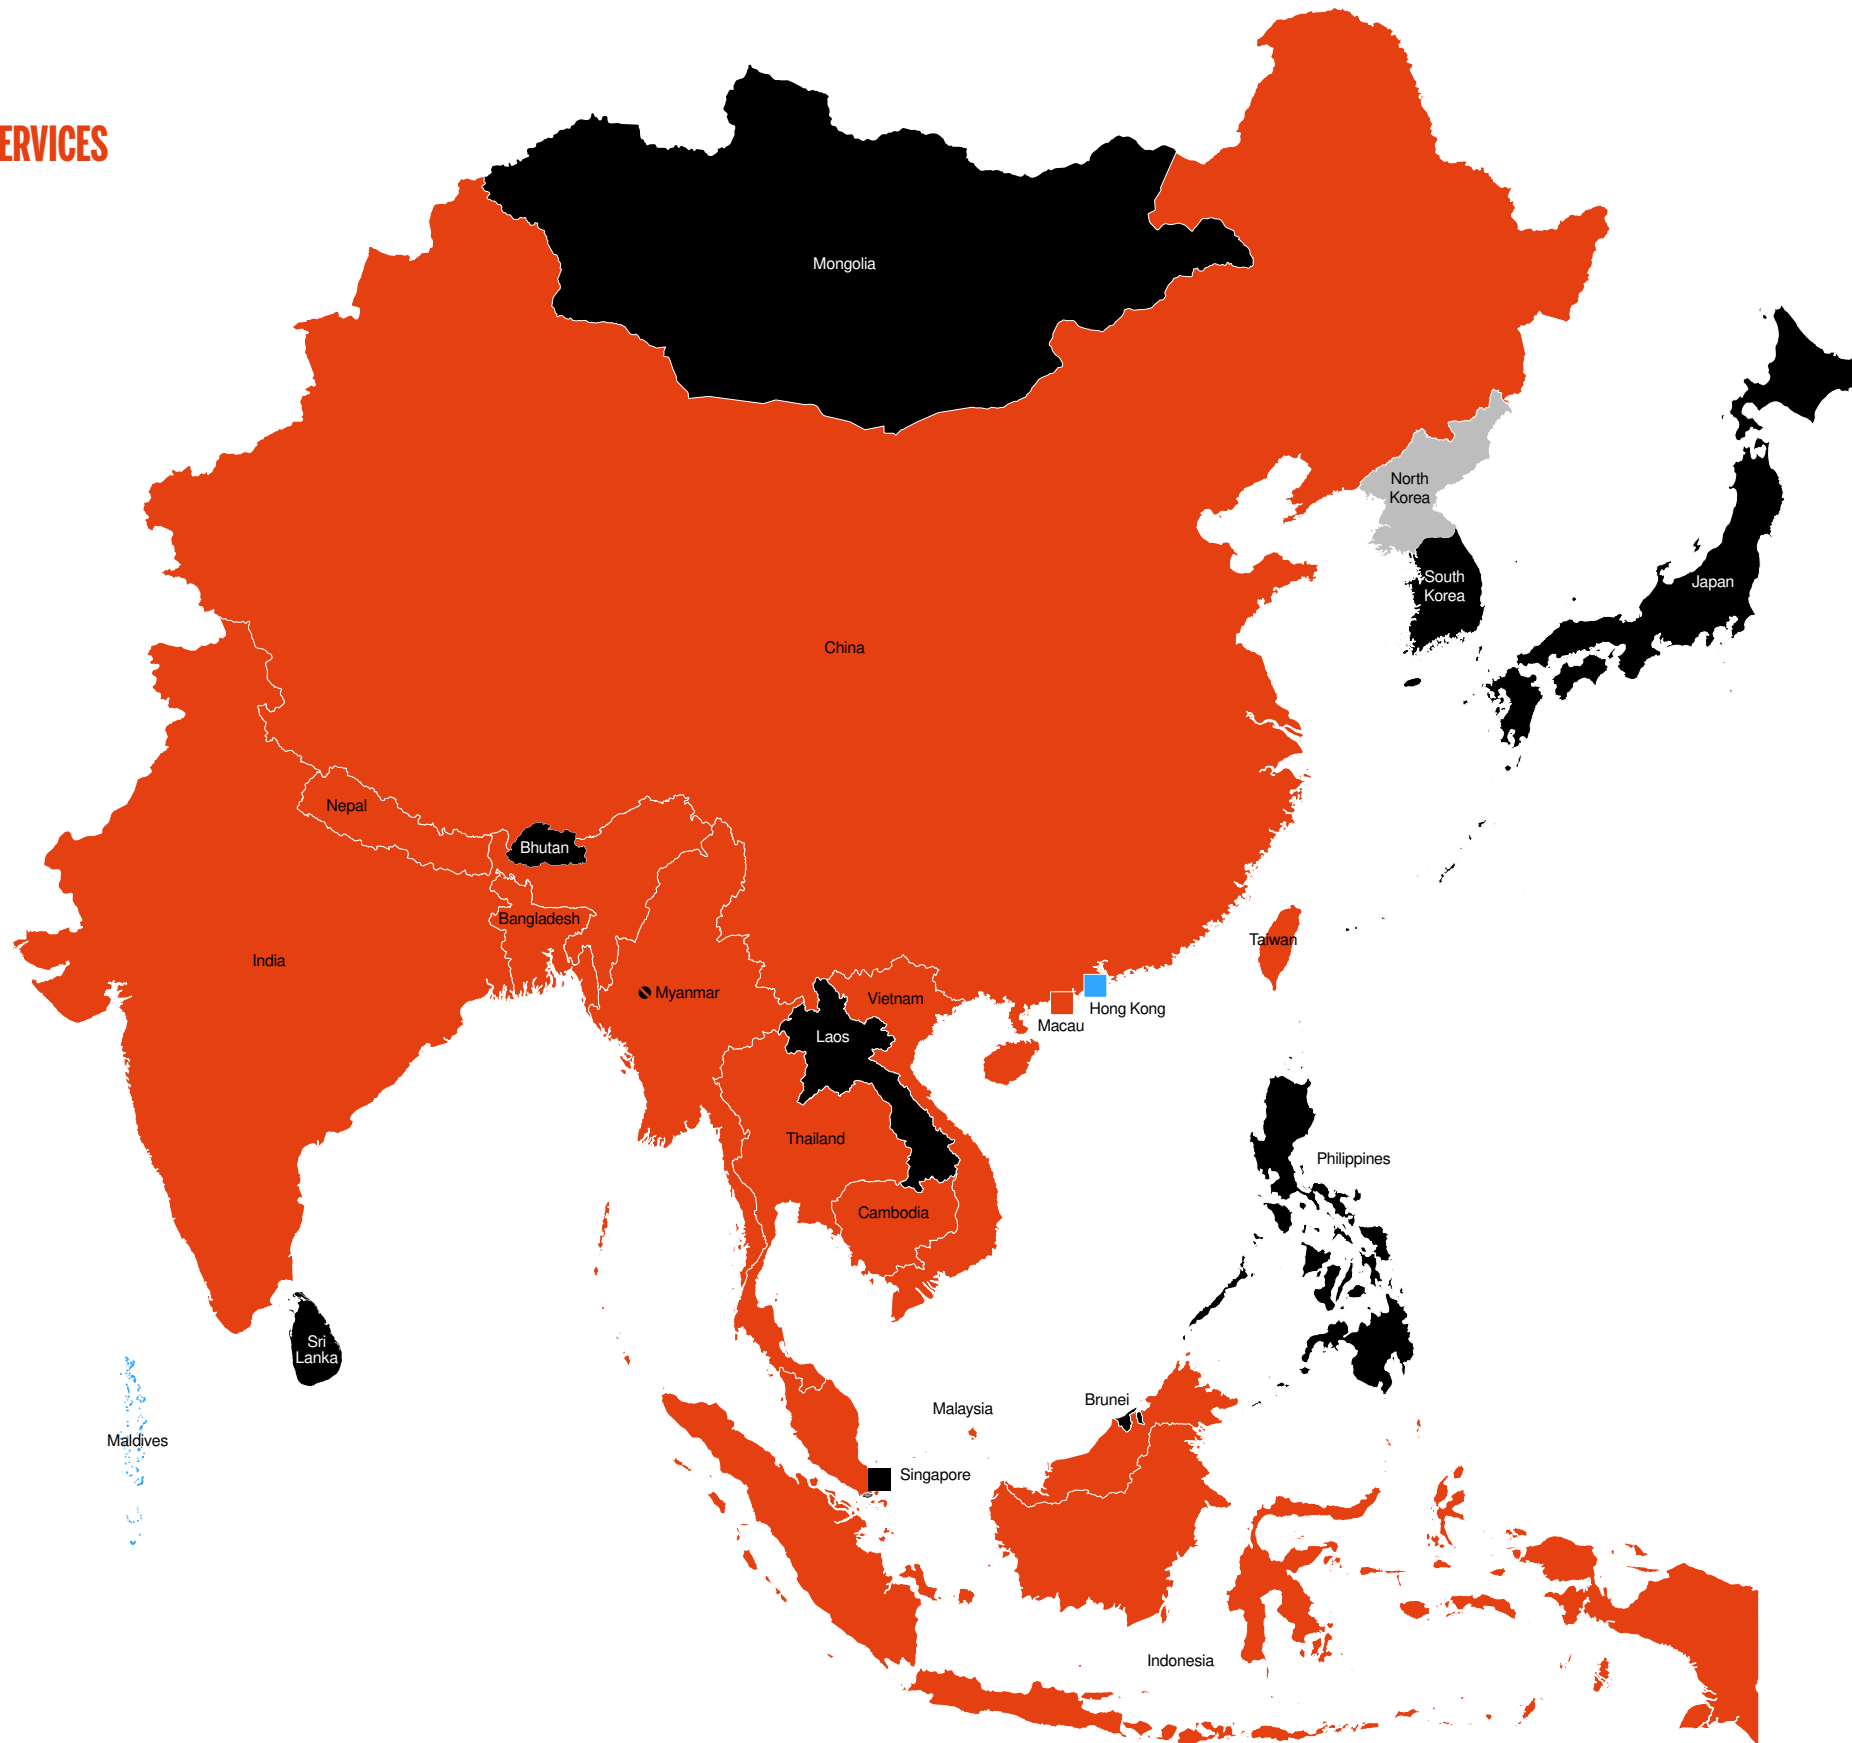 ERVICES
Mongolia
North
Korea
South
Korea
Japan
China
Nepal
Bhutan
Bangladesh
India
Taiwan
Myanmar
Vietnam
Hong Kong
Macau
Laos
Thailand
Philippines
Cambodia
Sri
Lanka
Brunei
Malaysia
Maldives
Singapore
Indonesia